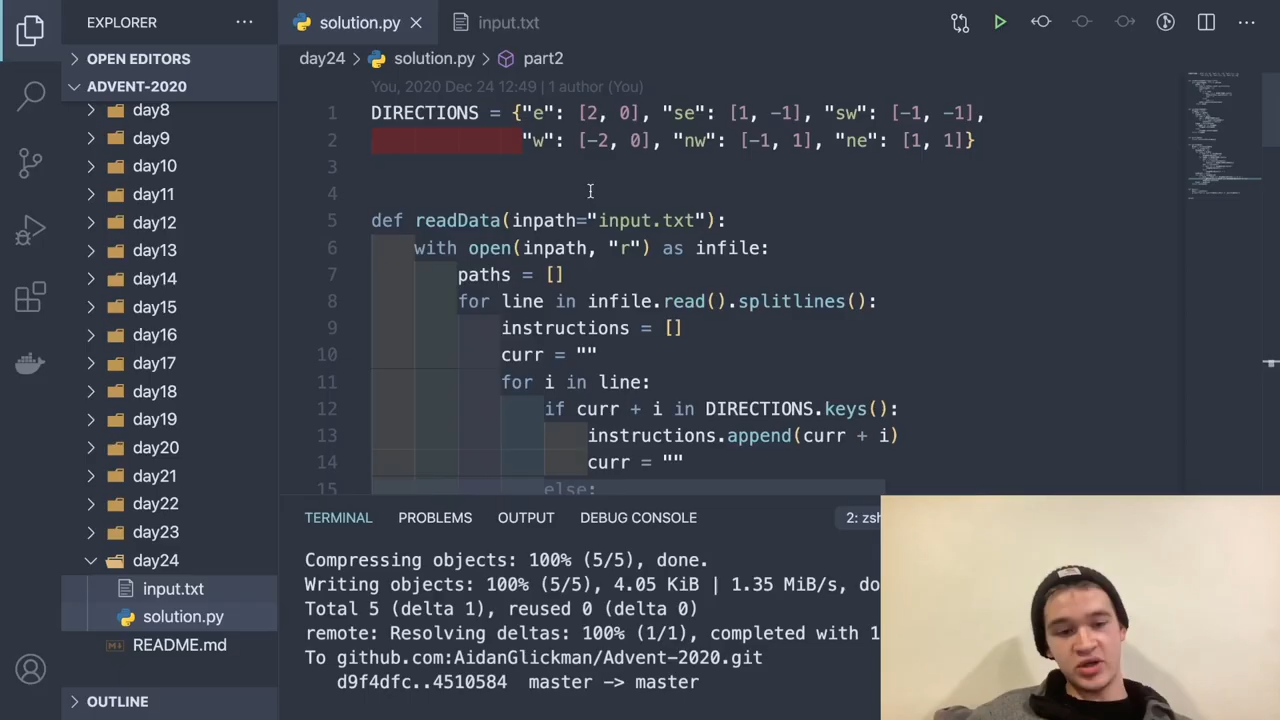 EXPLORER
solution.py
input.txt
OPEN EDITORS
day24 > solution.py > part2
ADVENT-2020
You, 2020 Dec 24 12:49 | 1 author (You)
day8
day9
day10
day11
day12
day13
day14
day15
day16
day17
day18
day19
day20
day21
day22
day23
day24
input.txt
solution.py
README.md
OUTLINE
1 DIRECTIONS = {"e": [2, 0], "se": [1, -1], "sw": [-1, -1],
2 "w": [-2, 0], "nw": [-1, 1], "ne": [1, 1]}
3
4
5 def readData(inpath="input.txt"):
6 with open(inpath, "r") as infile:
7 paths = []
8 for line in infile.read().splitlines():
9 instructions = []
10 curr = ""
11 for i in line:
12 if curr + i in DIRECTIONS.keys():
13 instructions.append(curr + i)
14 curr = ""
15 else:
TERMINAL PROBLEMS OUTPUT DEBUG CONSOLE 2: zsh
Compressing objects: 100% (5/5), done.
Writing objects: 100% (5/5), 4.05 KiB | 1.35 MiB/s, do
Total 5 (delta 1), reused 0 (delta 0)
remote: Resolving deltas: 100% (1/1), completed with 1
To github.com:AidanGlickman/Advent-2020.git
d9f4dfc..4510584 master -> master